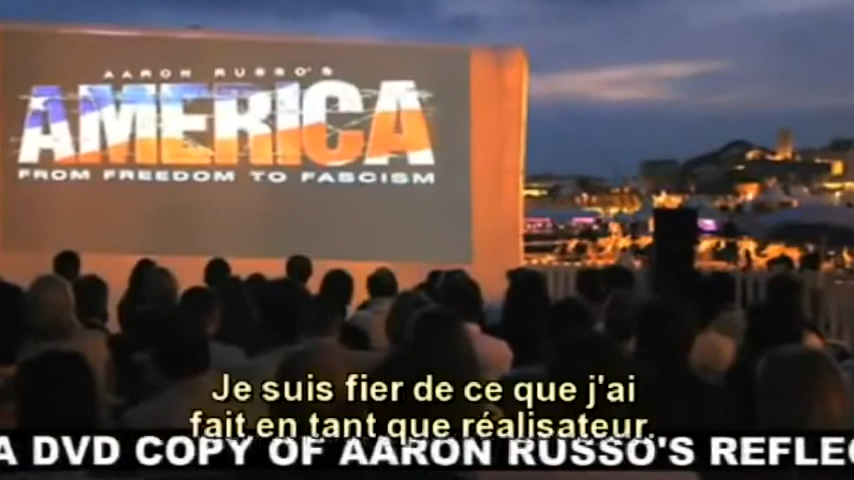 AARON RUSSO'S
AMERICA
FROM FREEDOM TO FASCISM
Je suis fier de ce que j'ai
fait en tant que réalisateur.
A DVD COPY OF AARON RUSSO'S REFLEC